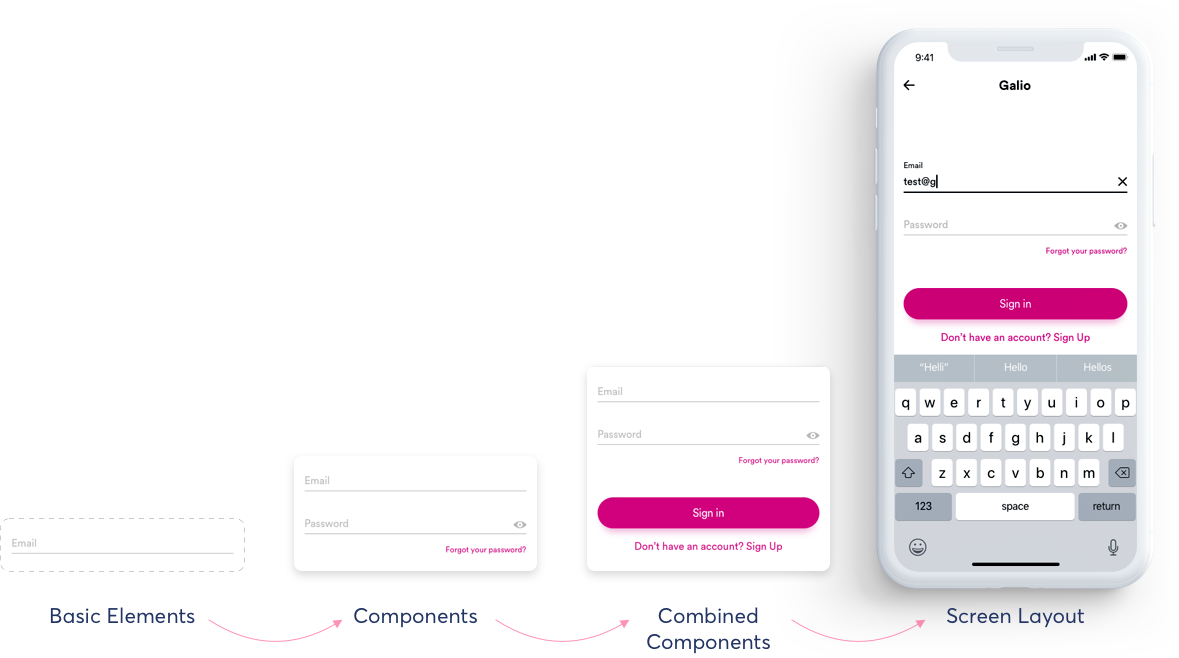 Email
Basic Elements
Email
Password
Forgot your password?
Components
Email
Password
Forgot your password?
Sign in
Don't have an account? Sign Up
Combined
Components
9:41
Galio
Email
test@g
Password
Forgot your password?
Sign in
Don't have an account? Sign Up
"Helli" Hello Hellos
q w e r t y u i o p
a s d f g h j k l
z x c v b n m
123 space return
Screen Layout